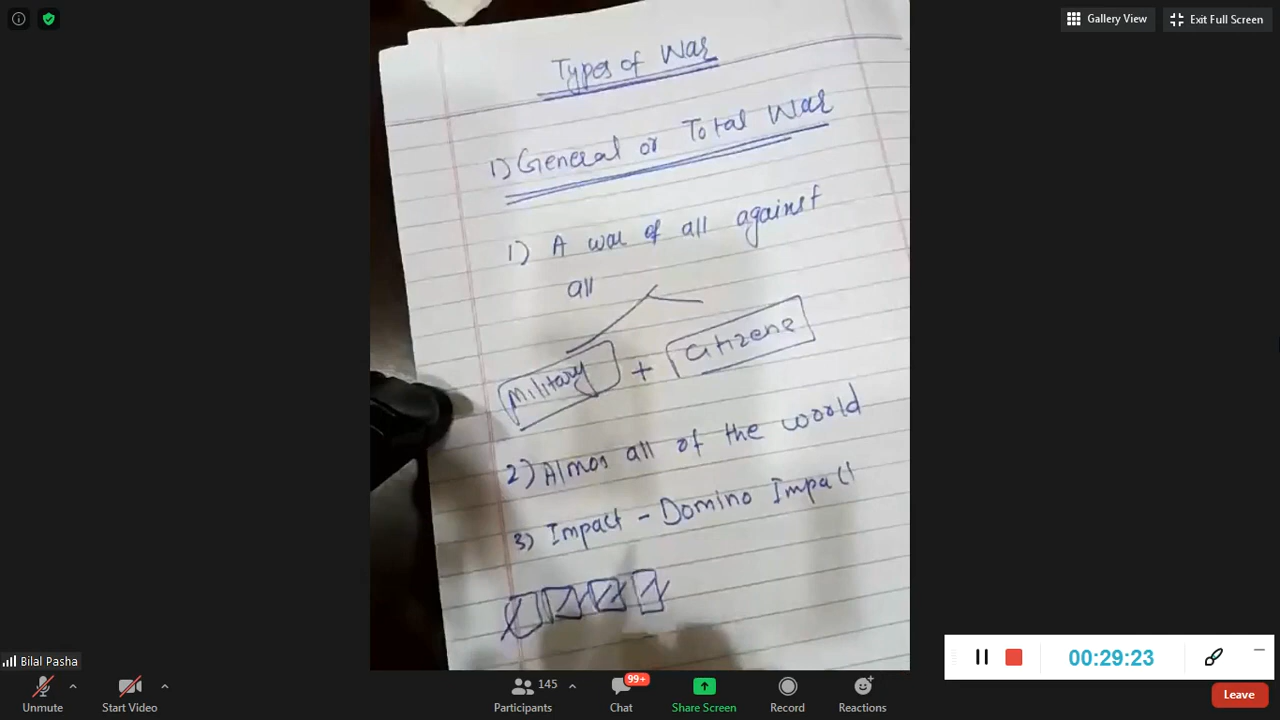 Gallery View
Exit Full Screen
Types of War
1) General or Total War
1) A war of all against
all
Military + Citizens
2) Almos all of the world
3) Impact - Domino Impact
Bilal Pasha
00:29:23
Unmute
Start Video
145
Participants
99+
Chat
Share Screen
Record
Reactions
Leave